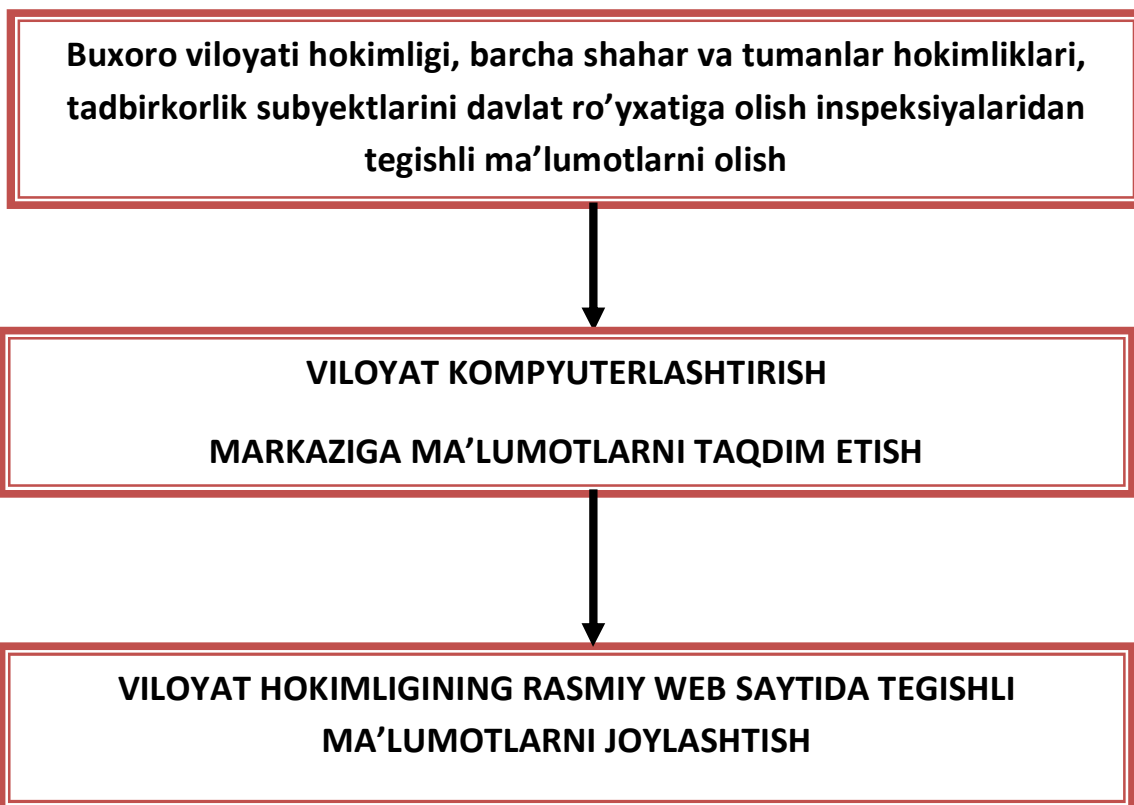 Buxoro viloyati hokimligi, barcha shahar va tumanlar hokimliklari,
tadbirkorlik subyektlarini davlat ro’yxatiga olish inspeksiyalaridan
tegishli ma’lumotlarni olish
VILOYAT KOMPYUTERLASHTIRISH
MARKAZIGA MA’LUMOTLARNI TAQDIM ETISH
VILOYAT HOKIMLIGINING RASMIY WEB SAYTIDA TEGISHLI
MA’LUMOTLARNI JOYLASHTISH